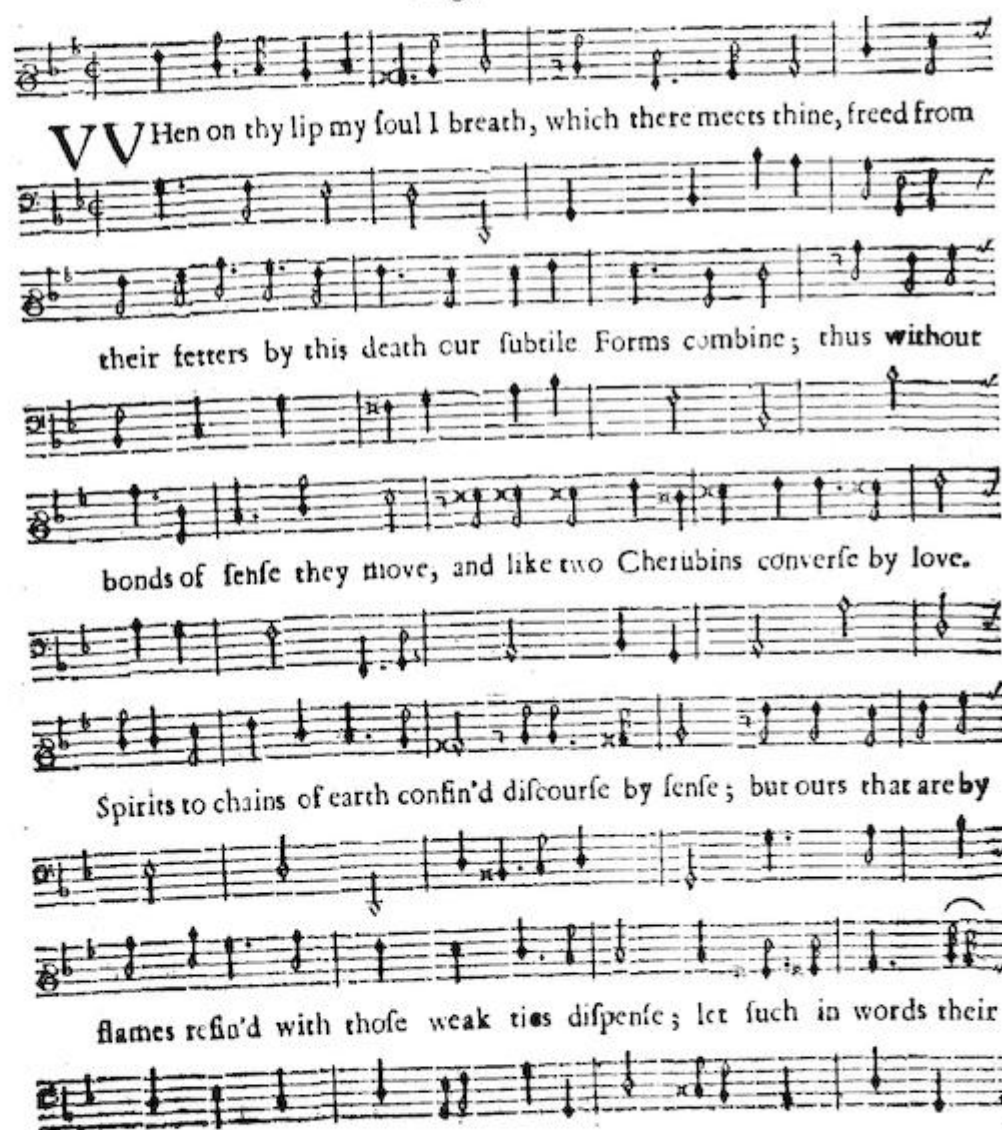 VVHen on thy lip my ſoul I breath, which there meets thine, freed from
their fetters by this death our ſubtile Forms combine; thus without
bonds of ſenſe they move, and like two Cherubins converſe by love.
Spirits to chains of earth confin'd diſcourſe by ſenſe; but ours that are by
flames refin'd with thoſe weak ties diſpenſe; let ſuch in words their